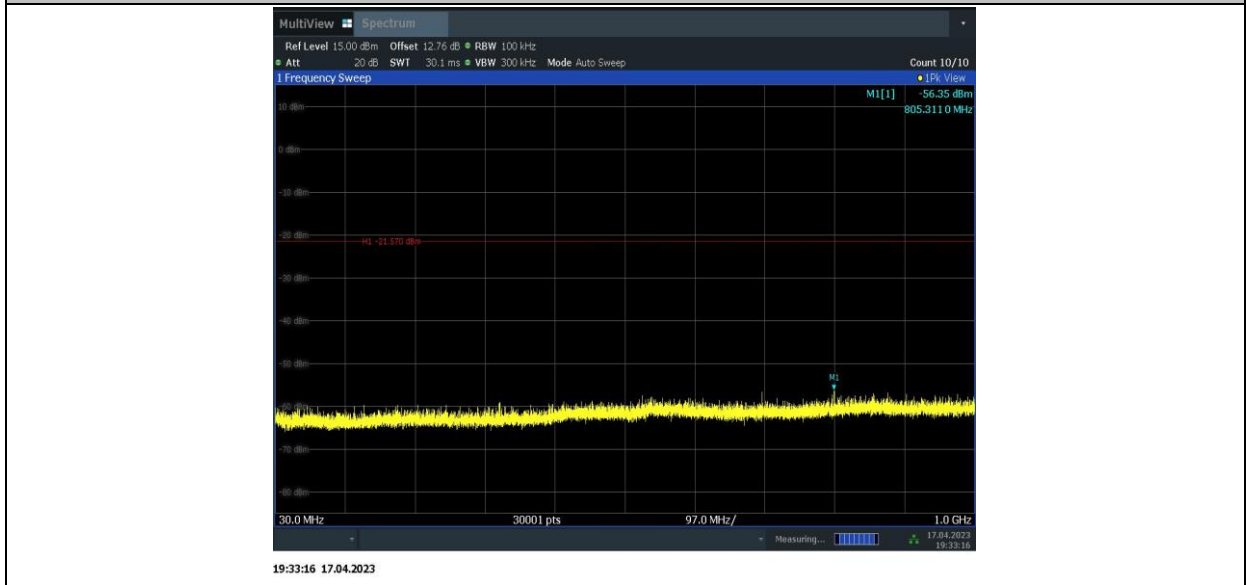 MultiView Spectrum
Ref Level 15.00 dBm Offset 12.76 dB RBW 100 kHz
Att 20 dB SWT 30.1 ms VBW 300 kHz Mode Auto Sweep Count 10/10
1 Frequency Sweep 1Pk View
M1[1] -56.35 dBm
805.3110 MHz
10 dBm
0 dBm
-10 dBm
-20 dBm
H1 -21.570 dBm
-30 dBm
-40 dBm
-50 dBm
M1
-60 dBm
-70 dBm
-80 dBm
30.0 MHz 30001 pts 97.0 MHz/ 1.0 GHz
Measuring... 17.04.2023
19:33:16
19:33:16 17.04.2023